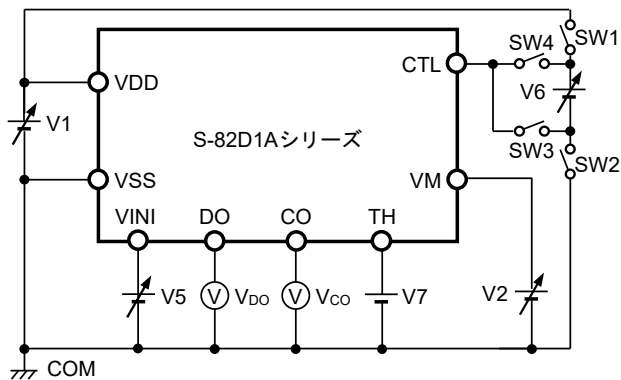 SW1
SW4
CTL
VDD
V6
V1
S-82D1Aシリーズ
SW3
SW2
VSS
VM
VINI
DO
CO
TH
V5
V
VDO
V
VCO
V7
V2
COM